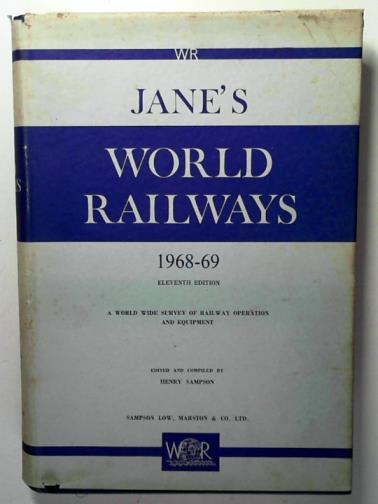 WR
JANE'S
WORLD
RAILWAYS
1968-69
ELEVENTH EDITION
A WORLD WIDE SURVEY OF RAILWAY OPERATION
AND EQUIPMENT
EDITED AND COMPILED BY
HENRY SAMPSON
SAMPSON LOW, MARSTON & CO. LTD.
W R